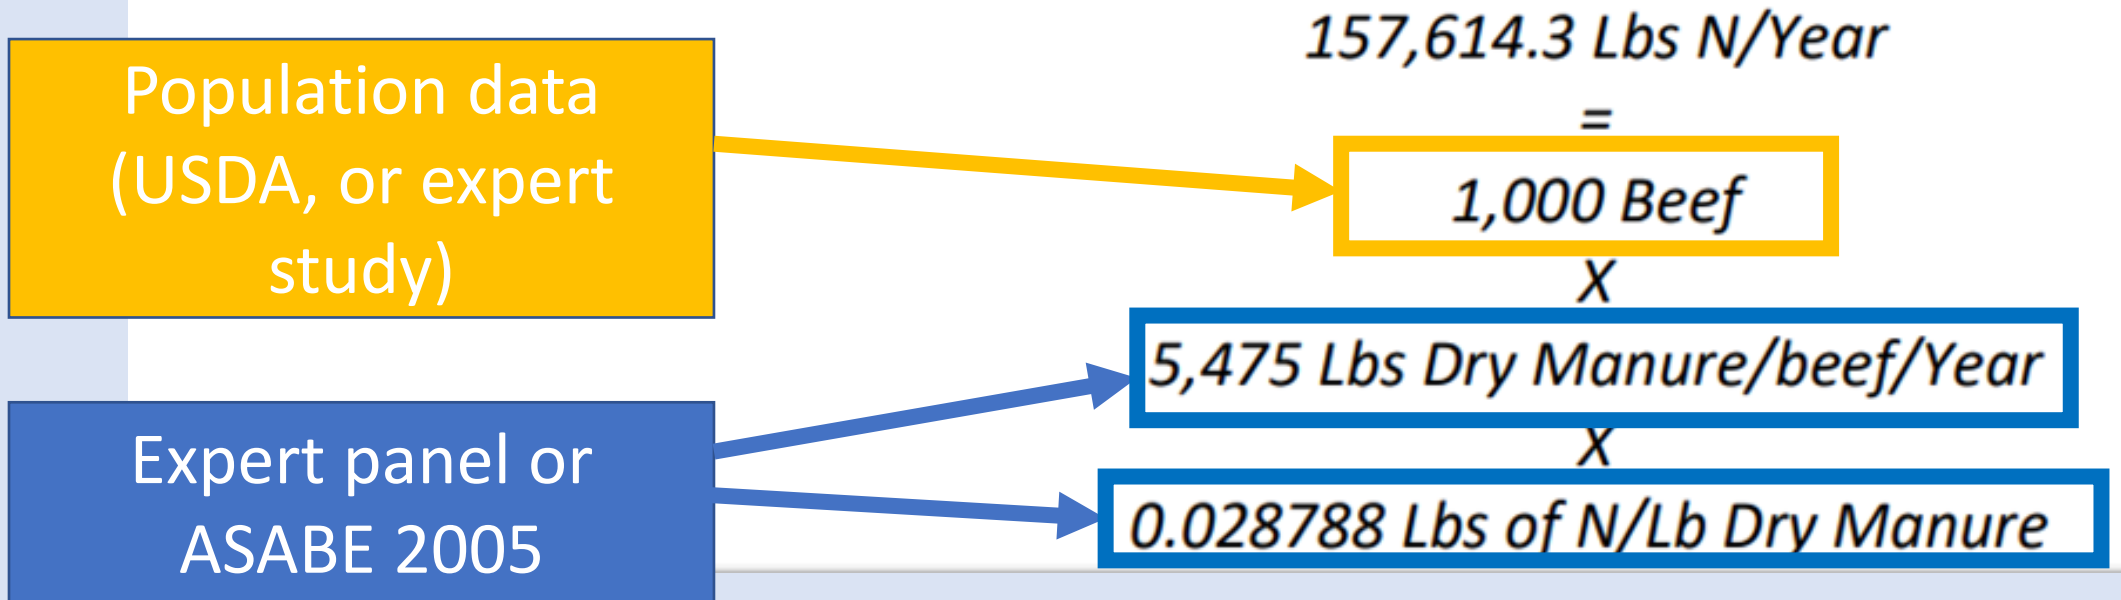 Population data
(USDA, or expert
study)
Expert panel or
ASABE 2005
157,614.3 Lbs N/Year
=
1,000 Beef
X
5,475 Lbs Dry Manure/beef/Year
X
0.028788 Lbs of N/Lb Dry Manure